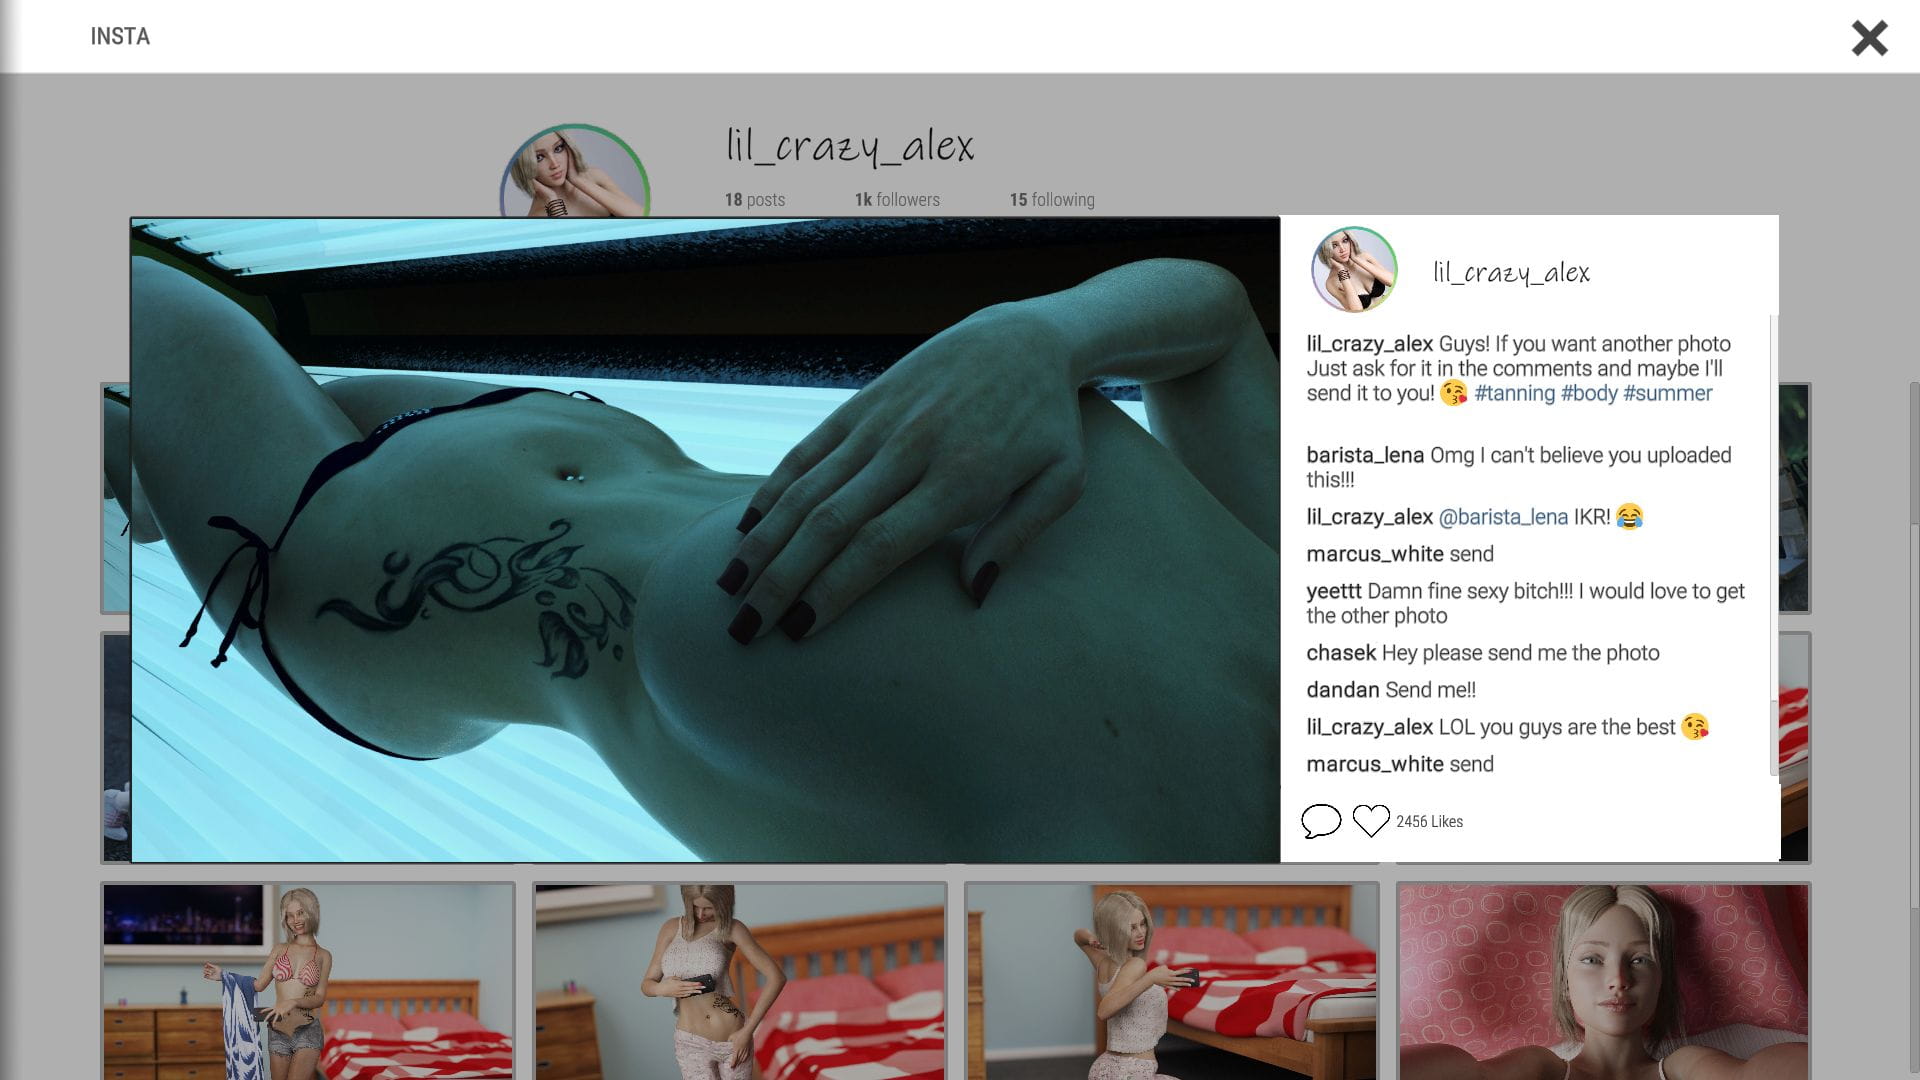 INSTA
lil_crazy_alex
18 posts 1k followers 15 following
lil_crazy_alex
lil_crazy_alex Guys! If you want another photo
Just ask for it in the comments and maybe I'll
send it to you! 😘 #tanning #body #summer
barista_lena Omg I can't believe you uploaded
this!!!
lil_crazy_alex @barista_lena IKR! 😂
marcus_white send
yeettt Damn fine sexy bitch!!! I would love to get
the other photo
chasek Hey please send me the photo
dandan Send me!!
lil_crazy_alex LOL you guys are the best 😘
marcus_white send
2456 Likes